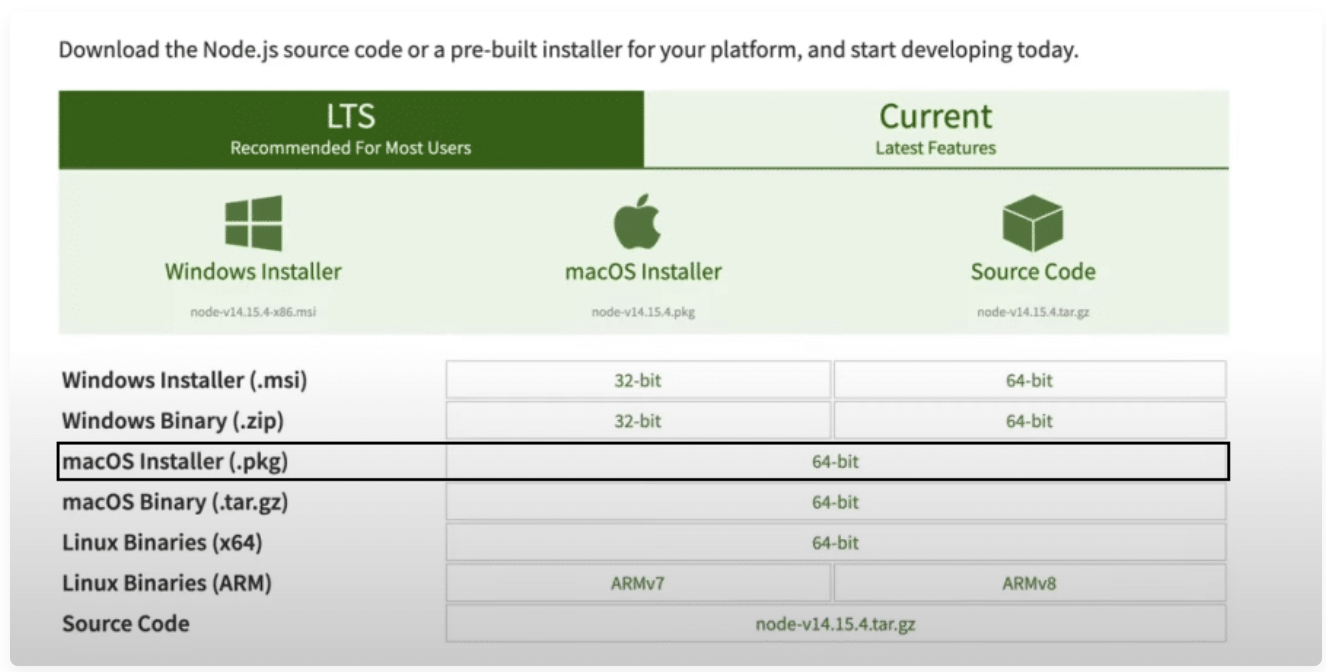 Download the Node.js source code or a pre-built installer for your platform, and start developing today.
LTS
Recommended For Most Users
Current
Latest Features
Windows Installer
node-v14.15.4-x86.msi
macOS Installer
node-v14.15.4.pkg
Source Code
node-v14.15.4.tar.gz
Windows Installer (.msi) 32-bit 64-bit
Windows Binary (.zip) 32-bit 64-bit
macOS Installer (.pkg) 64-bit
macOS Binary (.tar.gz) 64-bit
Linux Binaries (x64) 64-bit
Linux Binaries (ARM) ARMv7 ARMv8
Source Code node-v14.15.4.tar.gz